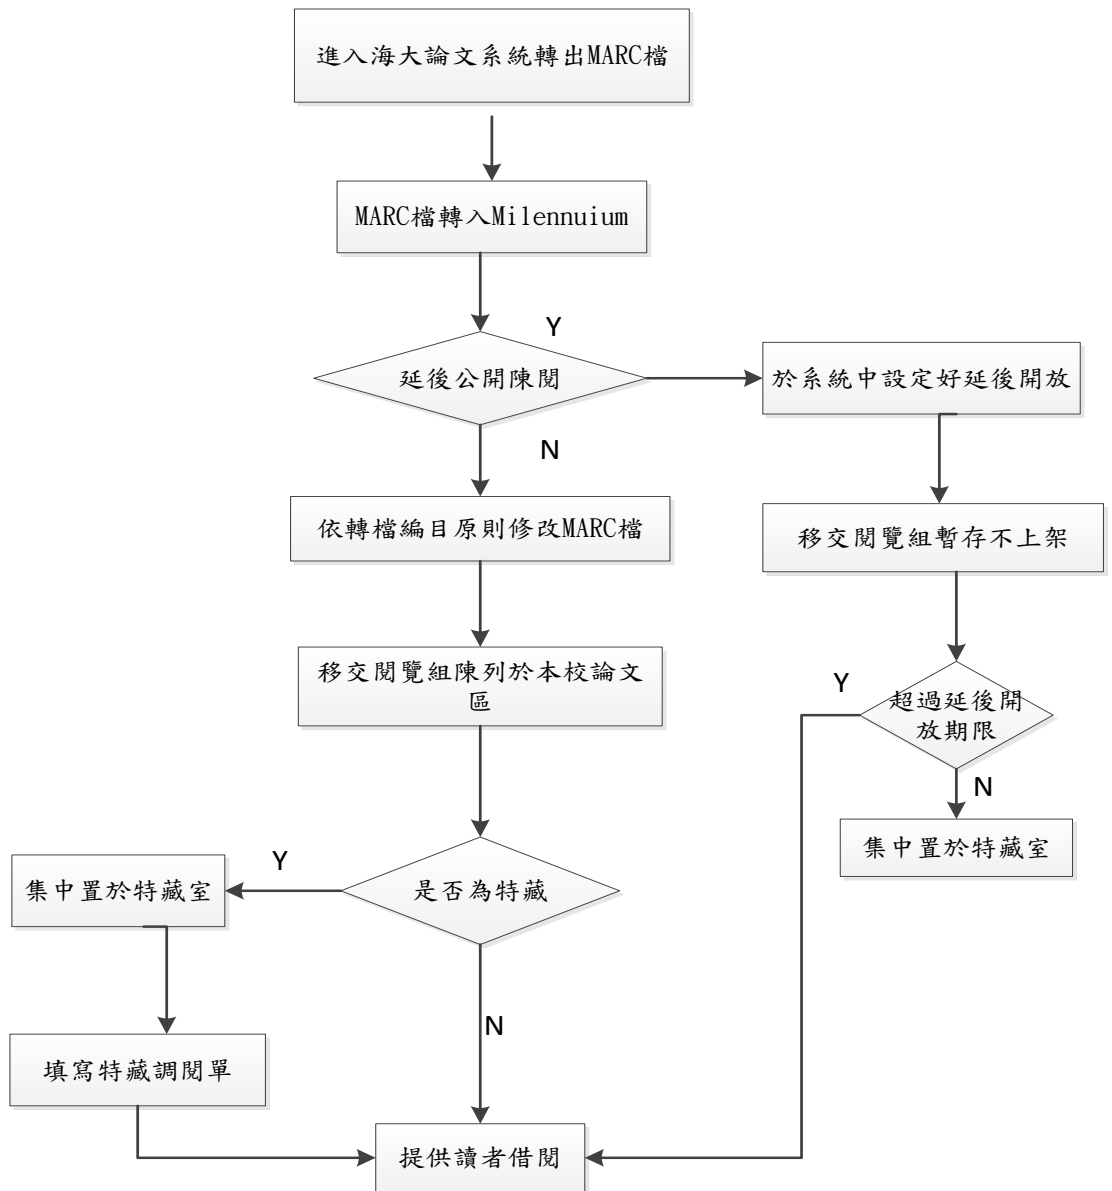 進入海大論文系統轉出MARC檔
MARC檔轉入Milennuium
Y
延後公開陳閱
於系統中設定好延後開放
N
依轉檔編目原則修改MARC檔
移交閱覽組暫存不上架
移交閱覽組陳列於本校論文
區
Y
超過延後開
放期限
N
集中置於特藏室
Y
集中置於特藏室
是否為特藏
N
填寫特藏調閱單
提供讀者借閱